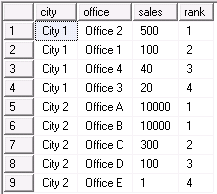 city office sales rank
1 City 1 Office 2 500 1
2 City 1 Office 1 100 2
3 City 1 Office 4 40 3
4 City 1 Office 3 20 4
5 City 2 Office A 10000 1
6 City 2 Office B 10000 1
7 City 2 Office C 300 2
8 City 2 Office D 100 3
9 City 2 Office E 1 4